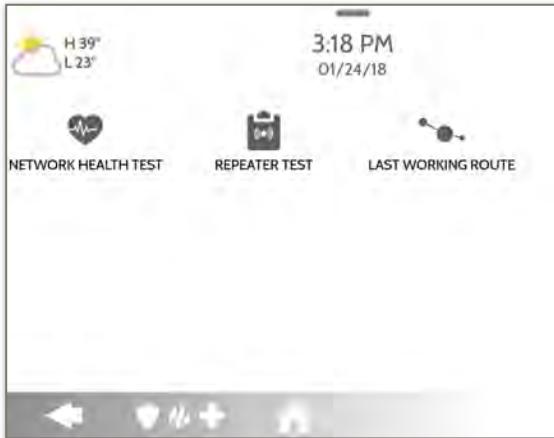 H 39°
L 23°
3:18 PM
01/24/18
NETWORK HEALTH TEST
REPEATER TEST
LAST WORKING ROUTE